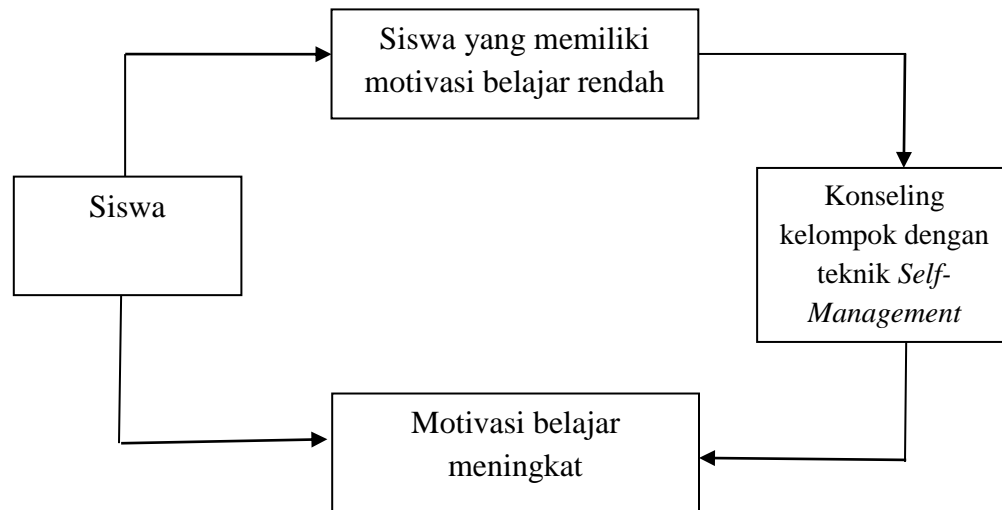 Siswa yang memiliki
motivasi belajar rendah
Siswa
Konseling
kelompok dengan
teknik Self-
Management
Motivasi belajar
meningkat